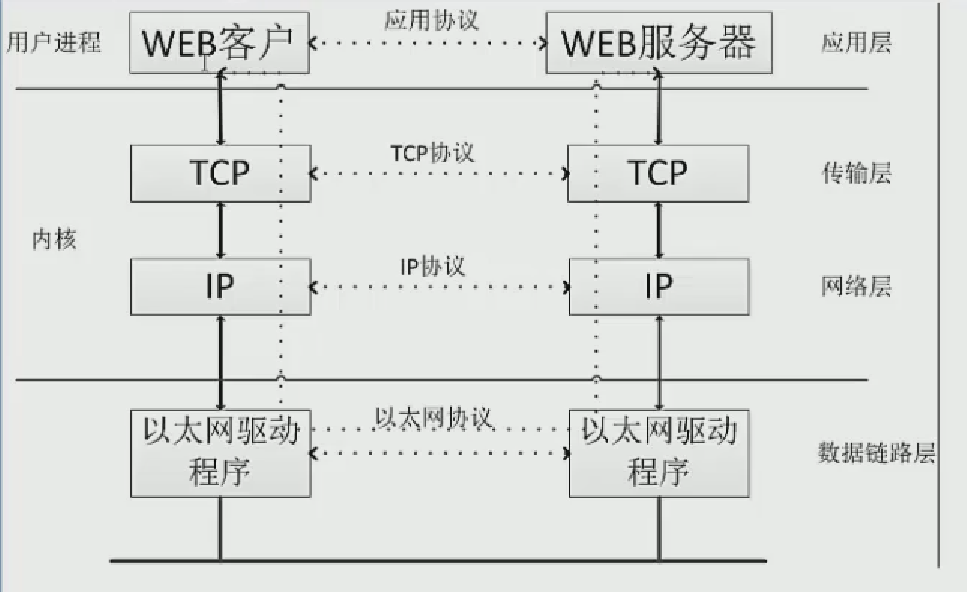 用户进程 WEB客户 应用协议 WEB服务器 应用层
TCP TCP协议 TCP 传输层
内核
IP IP协议 IP 网络层
以太网驱动 以太网协议 以太网驱动
程序 程序 数据链路层